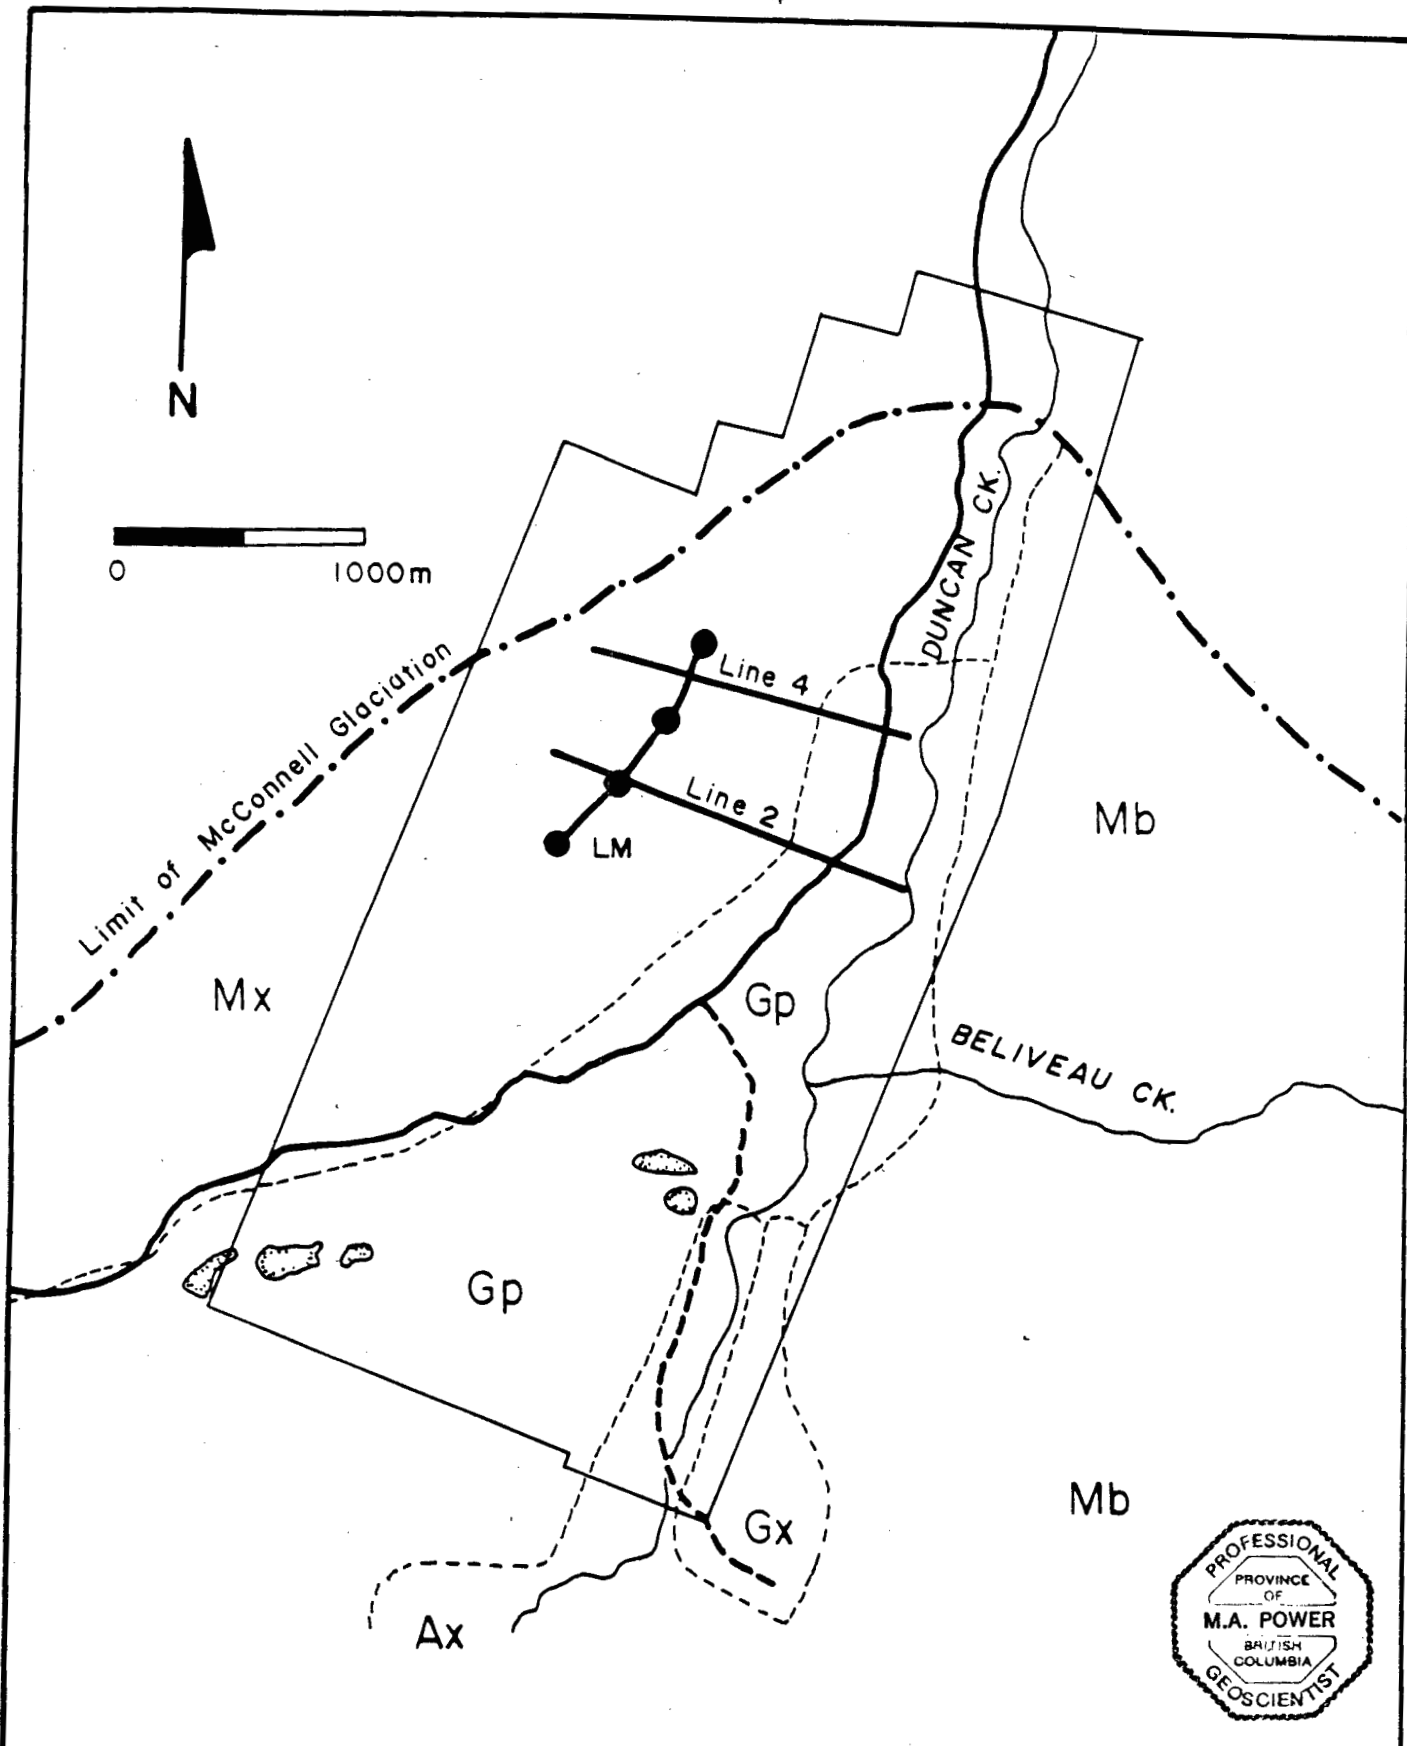 N
0 1000m
Limit of McConnell Glaciation
DUNCAN CK.
Line 4
Line 2
LM
Mb
Mx
Gp
BELIVEAU CK.
Gp
Mb
Gx
Ax
PROFESSIONAL
PROVINCE
OF
M.A. POWER
BRITISH
COLUMBIA
GEOSCIENTIST